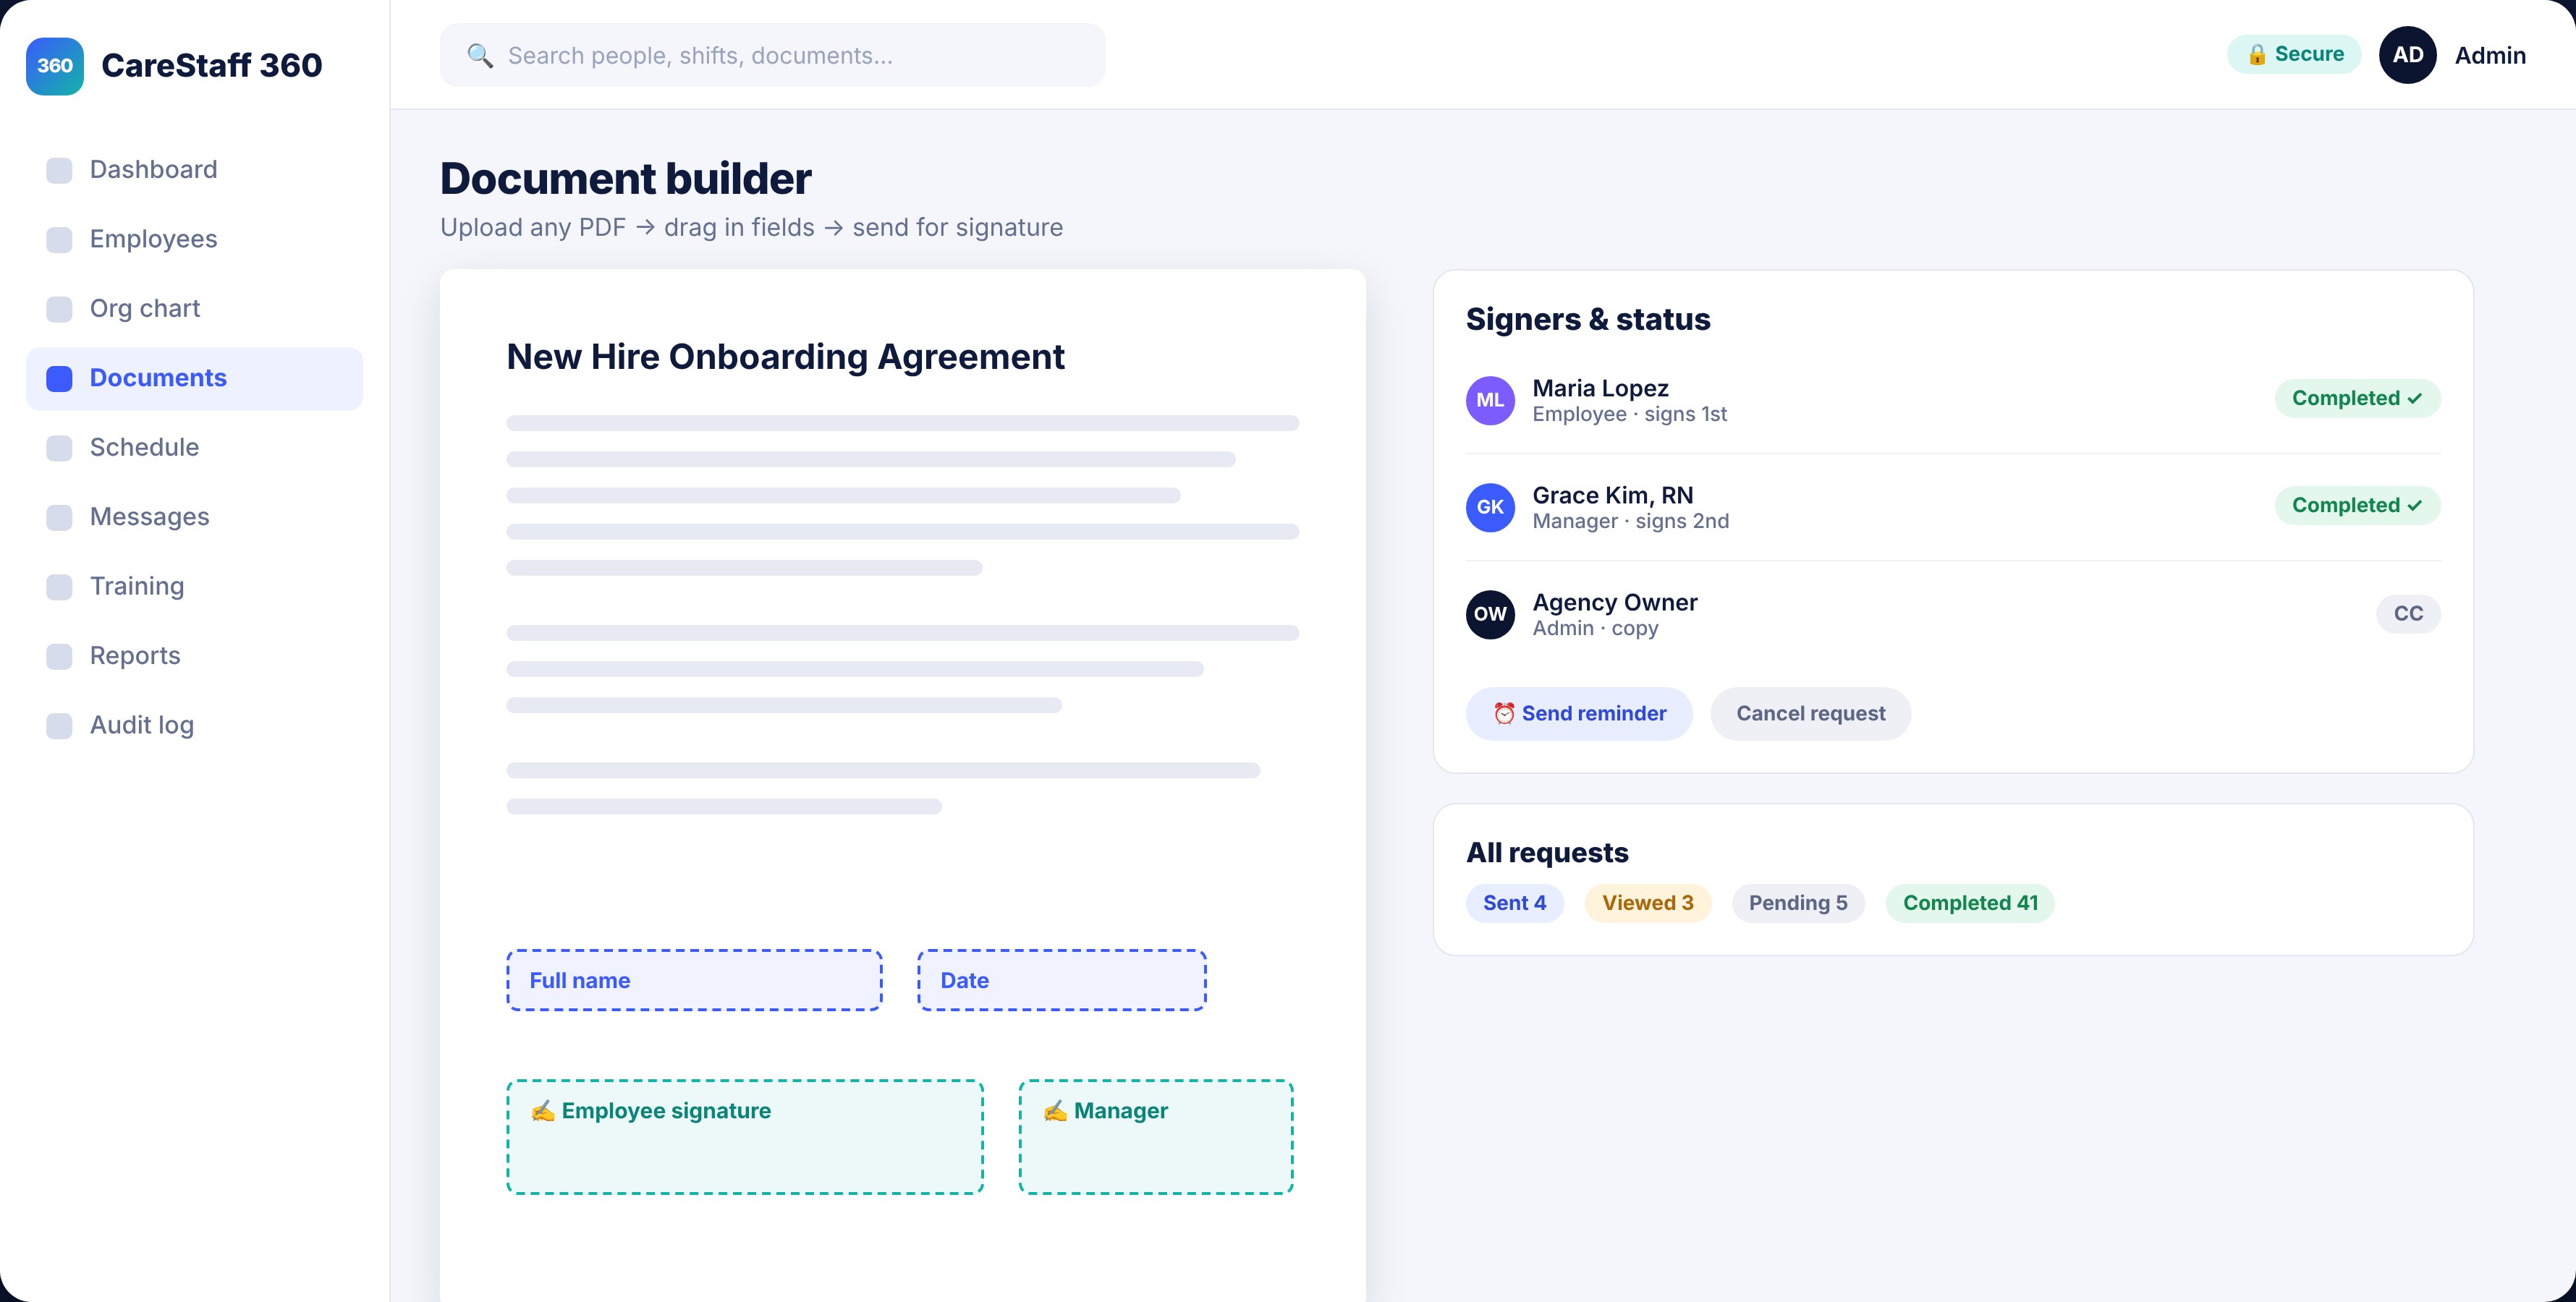 360
CareStaff 360
🔍 Search people, shifts, documents...
🔒 Secure
AD
Admin
Dashboard
Employees
Org chart
Documents
Schedule
Messages
Training
Reports
Audit log
Document builder
Upload any PDF → drag in fields → send for signature
New Hire Onboarding Agreement
Full name
Date
✍️ Employee signature
✍️ Manager
Signers & status
ML
Maria Lopez
Employee · signs 1st
Completed ✓
GK
Grace Kim, RN
Manager · signs 2nd
Completed ✓
OW
Agency Owner
Admin · copy
CC
⏰ Send reminder
Cancel request
All requests
Sent 4
Viewed 3
Pending 5
Completed 41